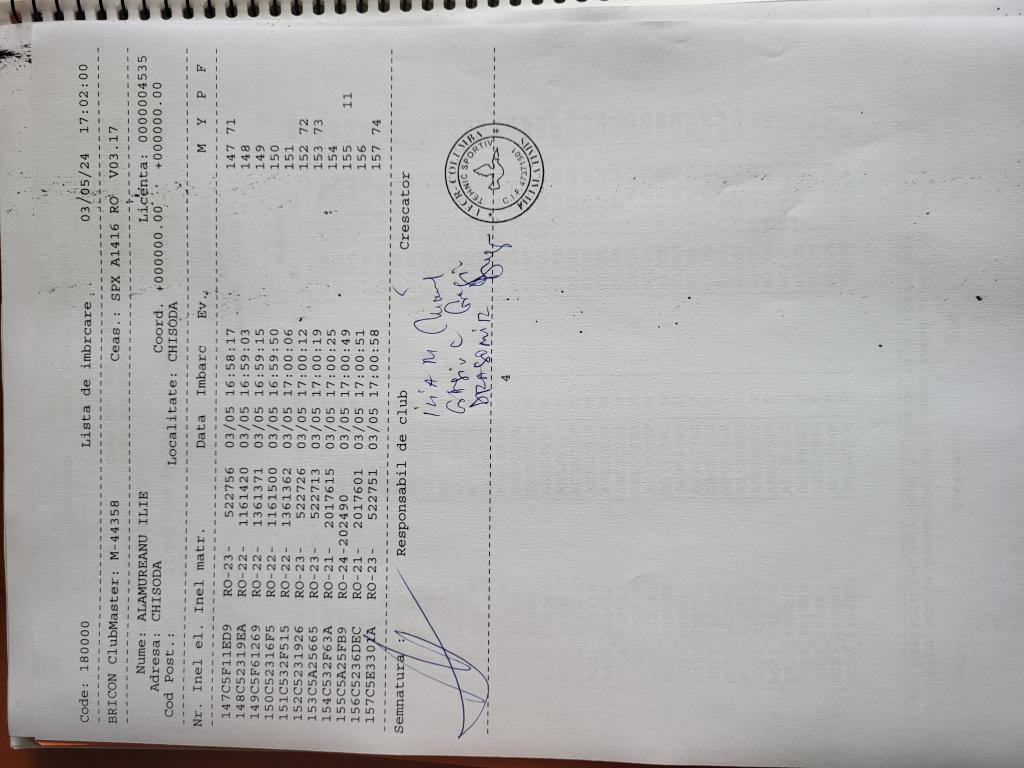 Code: 180000 Lista de imbrcare 03/05/24 17:02:00
BRICON ClubMaster: M-44358 Ceas.: SPX A1416 RO V03.17
Nume: ALAMUREANU ILIE Licenta: 0000004535
Adresa: CHISODA Coord. +000000.00 +000000.00
Cod Post.: Localitate: CHISODA
Nr. Inel el. Inel matr. Data Imbarc Ev. M Y P F
147C5F11ED9 RO-23- 522756 03/05 16:58:17 147 71
148C52319EA RO-22- 1161420 03/05 16:59:03 148
149C5F61269 RO-22- 1361371 03/05 16:59:15 149
150C52316F5 RO-22- 1161500 03/05 16:59:50 150
151C532F515 RO-22- 1361362 03/05 17:00:06 151
152C5231926 RO-23- 522726 03/05 17:00:12 152 72
153C5A25665 RO-23- 522713 03/05 17:00:19 153 73
154C532F63A RO-21- 2017615 03/05 17:00:25 154
155C5A25FB9 RO-24-202490 03/05 17:00:49 155 11
156C5236DEC RO-21- 2017601 03/05 17:00:51 156
157C5E3301A RO-23- 522751 03/05 17:00:58 157 74
Semnatura : Responsabil de club Crescator
DRAGOMIR
COLUMBA
TEHNIC SPORTIV
C.I.F.
4